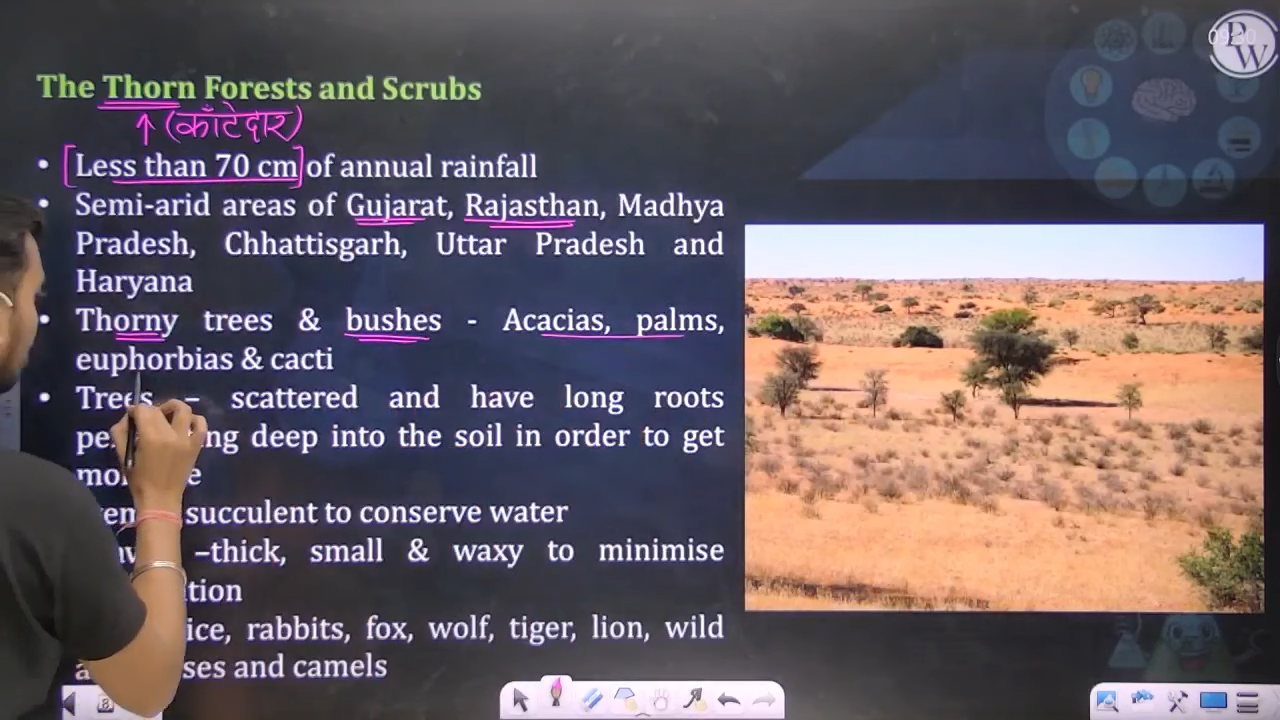 The Thorn Forests and Scrubs
↑ (काँटेदार)
• [Less than 70 cm] of annual rainfall
• Semi-arid areas of Gujarat, Rajasthan, Madhya
Pradesh, Chhattisgarh, Uttar Pradesh and
Haryana
Thorny trees & bushes - Acacias, palms,
euphorbias & cacti
• Trees – scattered and have long roots
deep into the soil in order to get
succulent to conserve water
–thick, small & waxy to minimise
rabbits, fox, wolf, tiger, lion, wild
and camels
PW